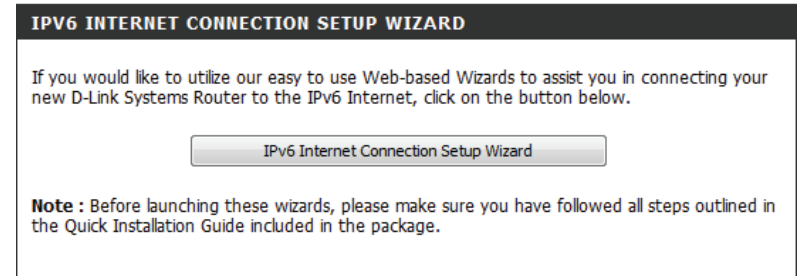 IPV6 INTERNET CONNECTION SETUP WIZARD
If you would like to utilize our easy to use Web-based Wizards to assist you in connecting your
new D-Link Systems Router to the IPv6 Internet, click on the button below.
IPv6 Internet Connection Setup Wizard
Note : Before launching these wizards, please make sure you have followed all steps outlined in
the Quick Installation Guide included in the package.